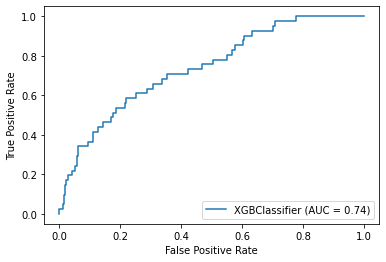 1.0
0.8
0.6
0.4
0.2
0.0
True Positive Rate
XGBClassifier (AUC = 0.74)
0.0 0.2 0.4 0.6 0.8 1.0
False Positive Rate